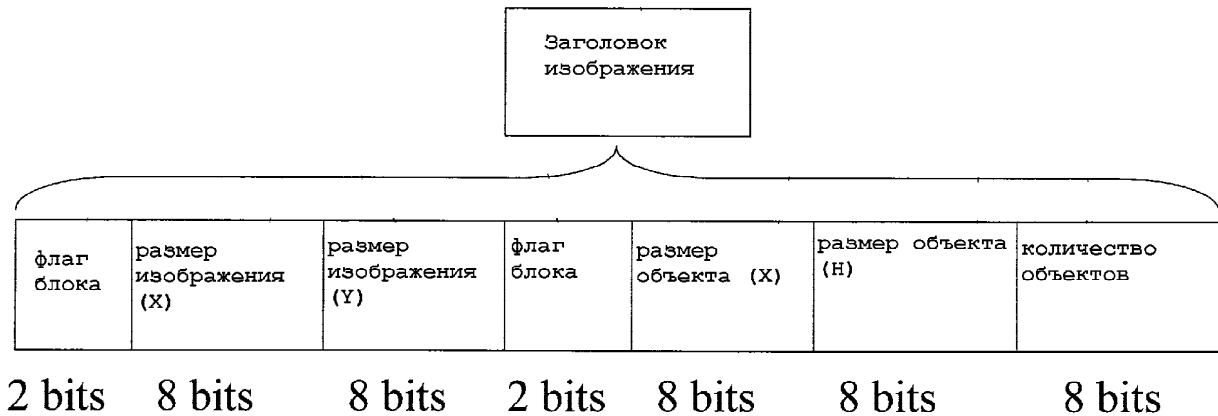 Заголовок
изображения
флаг
блока
размер
изображения
(X)
размер
изображения
(Y)
флаг
блока
размер
объекта (X)
размер объекта
(H)
количество
объектов
2 bits 8 bits 8 bits 2 bits 8 bits 8 bits 8 bits